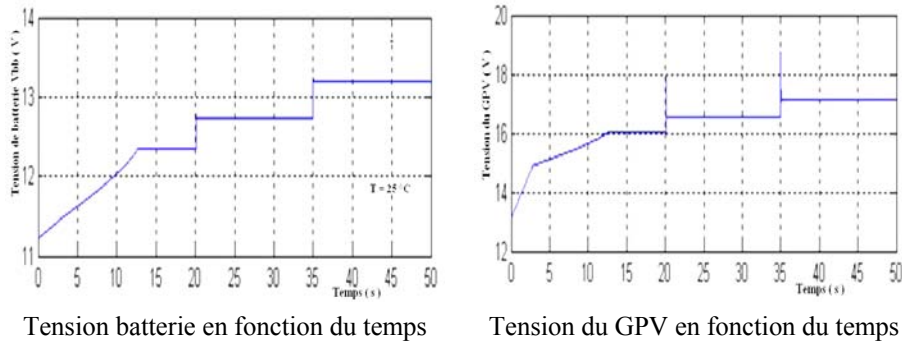 14
13
12
11
Tension de batterie Vbb ( V )
T = 25 °C
0 5 10 15 20 25 30 35 40 45 50
Temps ( s )
20
18
16
14
12
Tension du GPV ( V )
0 5 10 15 20 25 30 35 40 45 50
Temps ( s )
Tension batterie en fonction du temps
Tension du GPV en fonction du temps